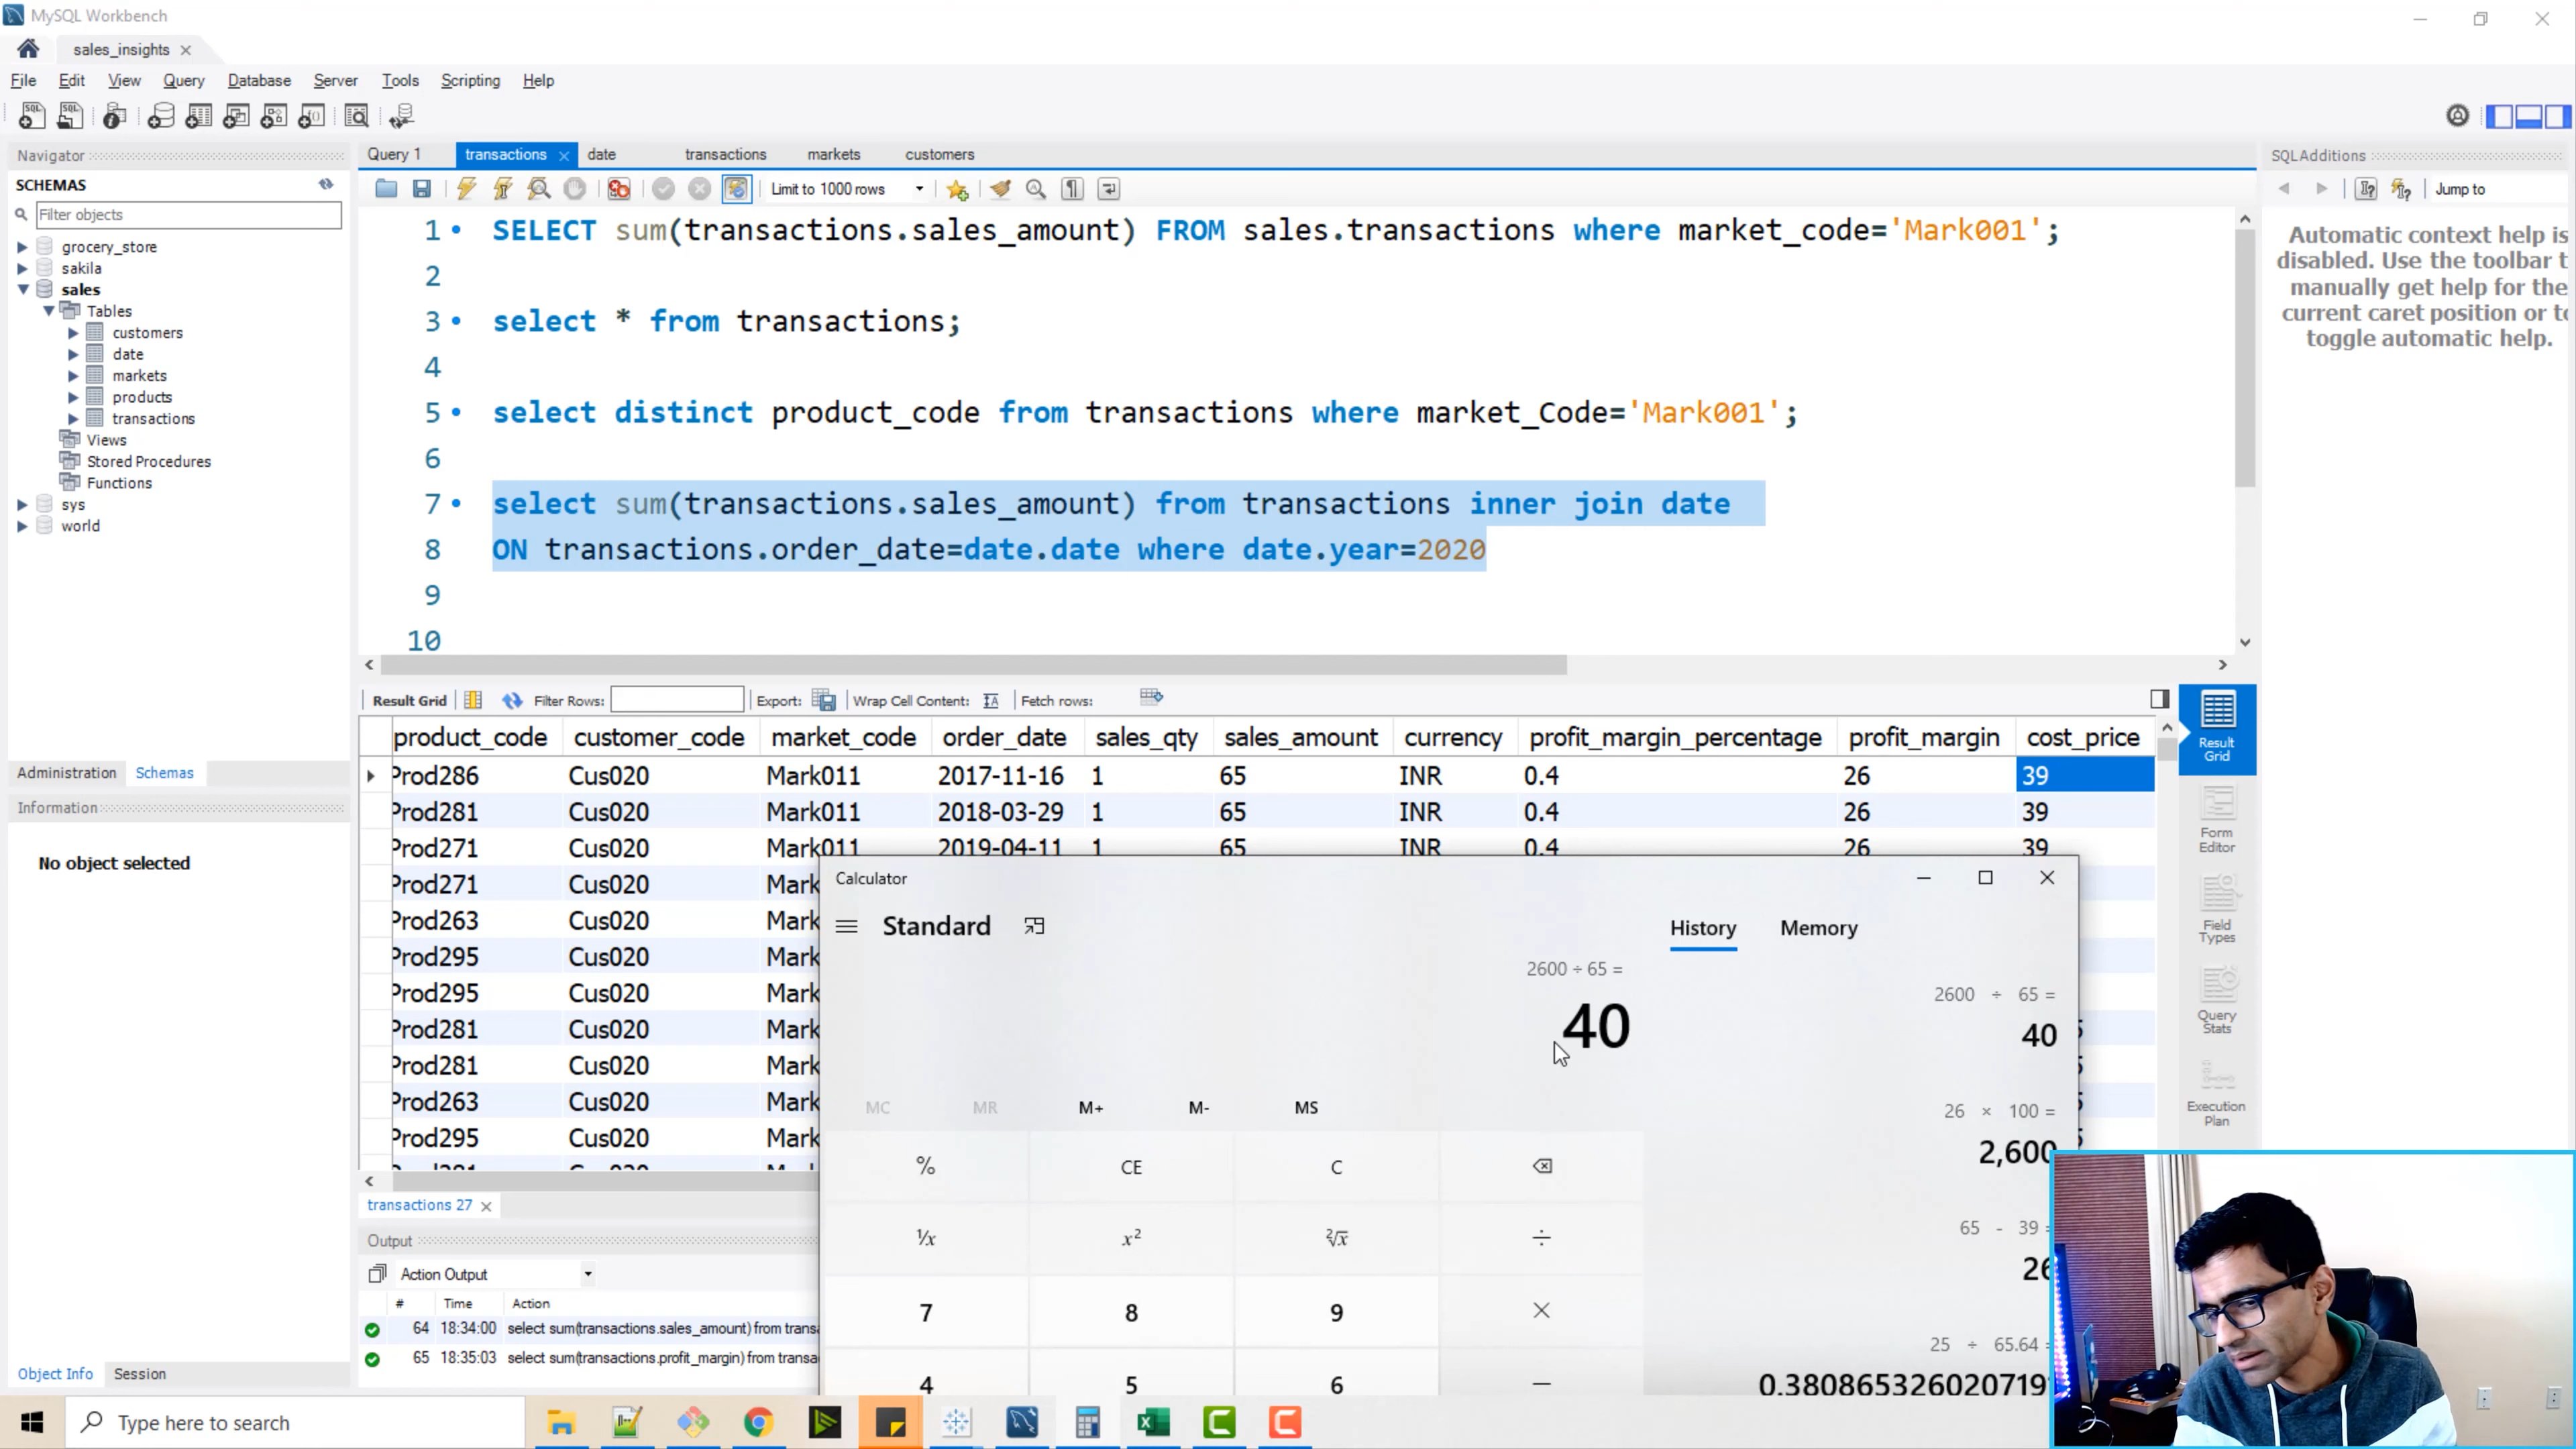 MySQL Workbench
sales_insights
File Edit View Query Database Server Tools Scripting Help
Navigator
SCHEMAS
Filter objects
grocery_store
sakila
sales
Tables
customers
date
markets
products
transactions
Views
Stored Procedures
Functions
sys
world
Administration Schemas
Information
No object selected
Object Info Session
Query 1 transactions date transactions markets customers
Limit to 1000 rows
1 SELECT sum(transactions.sales_amount) FROM sales.transactions where market_code='Mark001';
2
3 select * from transactions;
4
5 select distinct product_code from transactions where market_Code='Mark001';
6
7 select sum(transactions.sales_amount) from transactions inner join date
8 ON transactions.order_date=date.date where date.year=2020
9
10
SQLAdditions
Jump to
Automatic context help is
disabled. Use the toolbar t
manually get help for the
current caret position or to
toggle automatic help.
Result Grid Filter Rows: Export: Wrap Cell Content: Fetch rows:
product_code customer_code market_code order_date sales_qty sales_amount currency profit_margin_percentage profit_margin cost_price
Prod286 Cus020 Mark011 2017-11-16 1 65 INR 0.4 26 39
Prod281 Cus020 Mark011 2018-03-29 1 65 INR 0.4 26 39
Prod271 Cus020 Mark011 2019-04-11 1 65 INR 0.4 26 39
Prod271 Cus020 Mark
Prod263 Cus020 Mark
Prod295 Cus020 Mark
Prod295 Cus020 Mark
Prod281 Cus020 Mark
Prod281 Cus020 Mark
Prod263 Cus020 Mark
Prod295 Cus020 Mark
Result
Grid
Form
Editor
Field
Types
Query
Stats
Execution
Plan
Calculator
Standard
History Memory
2600 ÷ 65 =
40
MC MR M+ M- MS
% CE C
¹/x x² ²√x ÷
7 8 9 ×
4 5 6 −
2600 ÷ 65 =
40
26 × 100 =
2,600
65 - 39 =
26
25 ÷ 65.64 =
0.380865326020719
transactions 27
Output
Action Output
# Time Action
64 18:34:00 select sum(transactions.sales_amount) from transa
65 18:35:03 select sum(transactions.profit_margin) from transa
Type here to search